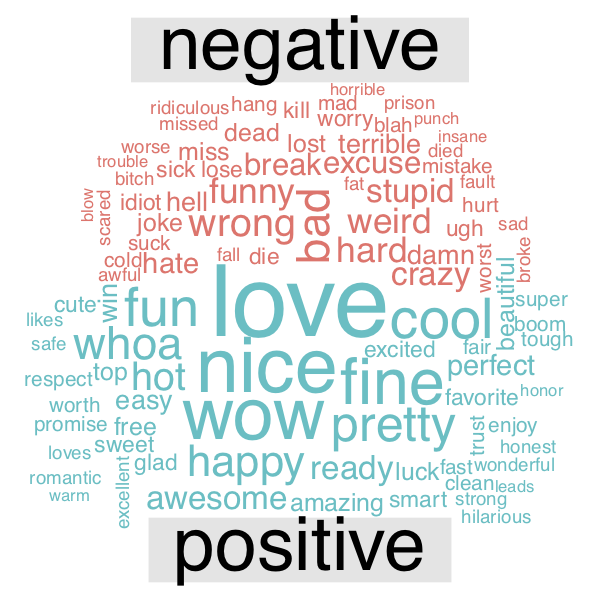 negative
horrible
ridiculous hang kill mad prison
missed dead worry blah punch
worse miss lost terrible insane
trouble sick lose break excuse died mistake
bitch funny fat stupid fault
blow scared idiot hell wrong bad weird hurt
joke ugh sad
suck hard damn worst broke
cold hate fall die
awful crazy
love
cute win fun cool beautiful super
likes boom
safe whoa nice excited fair tough
respect top hot fine perfect
worth easy wow favorite honor
promise free pretty trust enjoy
loves sweet honest
romantic excellent glad happy ready luck fast wonderful
warm clean leads
awesome amazing smart strong
hilarious
positive